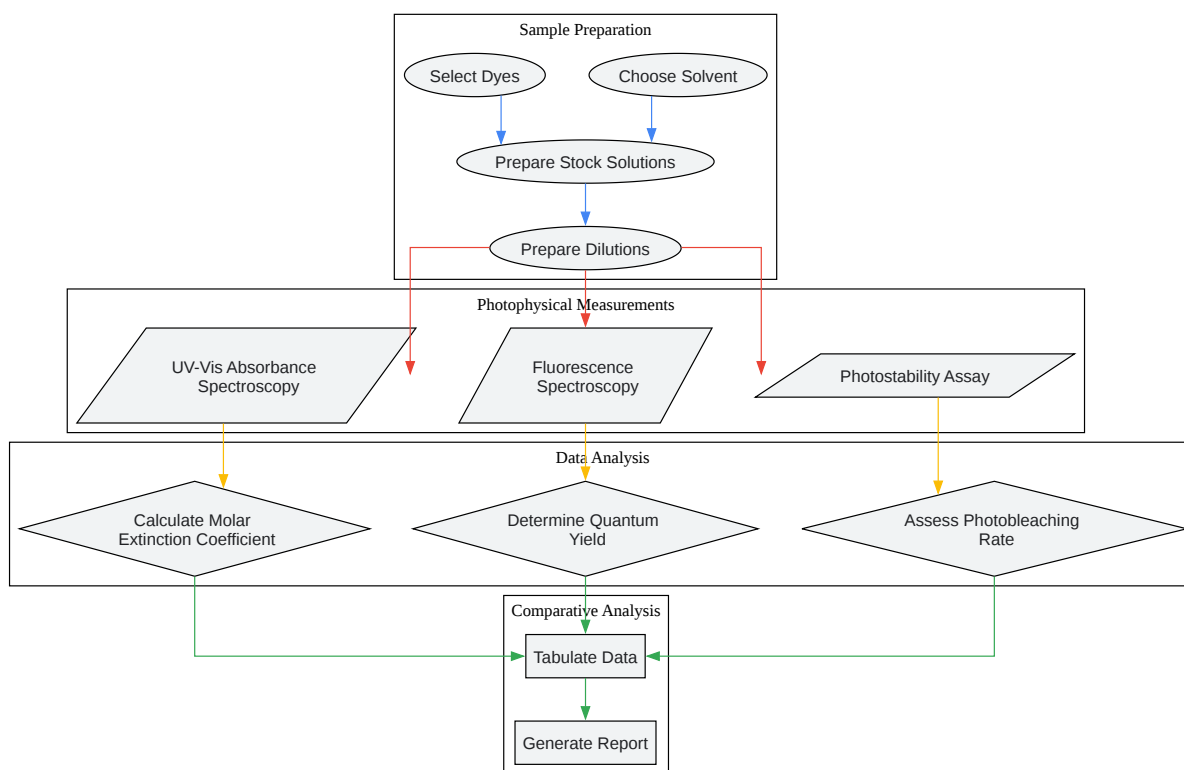 Sample Preparation
Select Dyes
Choose Solvent
Prepare Stock Solutions
Prepare Dilutions
Photophysical Measurements
UV-Vis Absorbance
Spectroscopy
Fluorescence
Spectroscopy
Photostability Assay
Data Analysis
Calculate Molar
Extinction Coefficient
Determine Quantum
Yield
Assess Photobleaching
Rate
Comparative Analysis
Tabulate Data
Generate Report